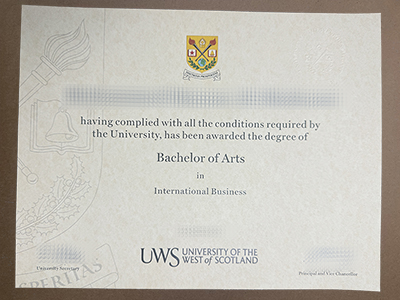 having complied with all the conditions required by
the University, has been awarded the degree of
Bachelor of Arts
in
International Business
UWS UNIVERSITY OF THE
WEST of SCOTLAND
University Secretary
Principal and Vice Chancellor
SPERITAS